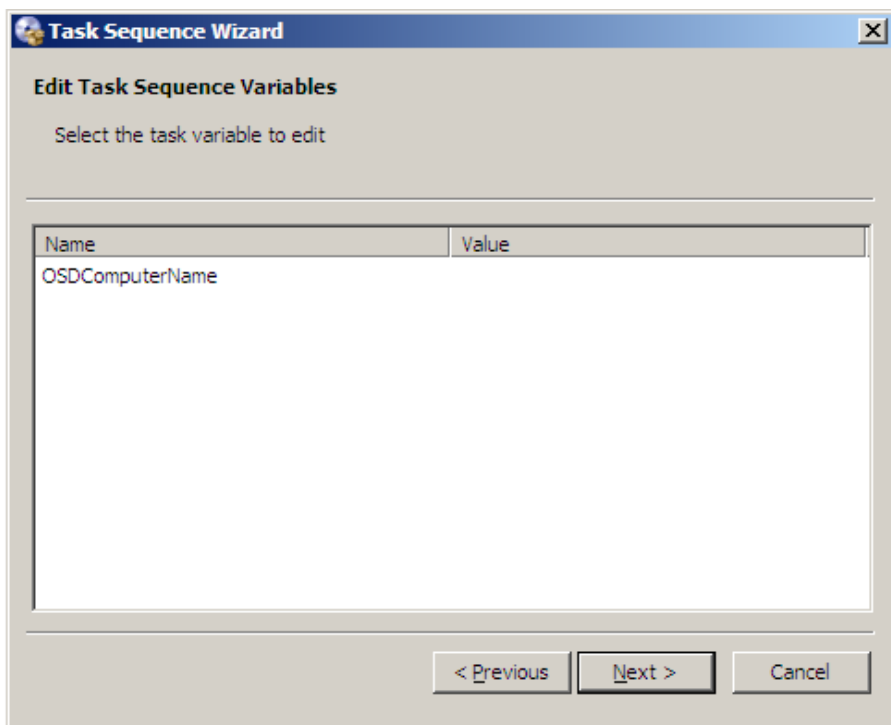 Task Sequence Wizard
Edit Task Sequence Variables
Select the task variable to edit
Name Value
OSDComputerName
< Previous Next > Cancel